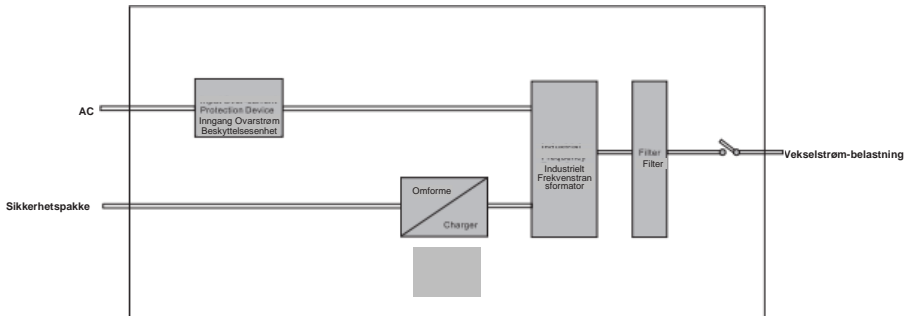 AC
Protection Device
Inngang Ovarstrøm
Beskyttelsesenhet
Industrielt
Frekvenstran
sformator
Filter
Filter
Vekselstrøm-belastning
Sikkerhetspakke
Omforme
Charger